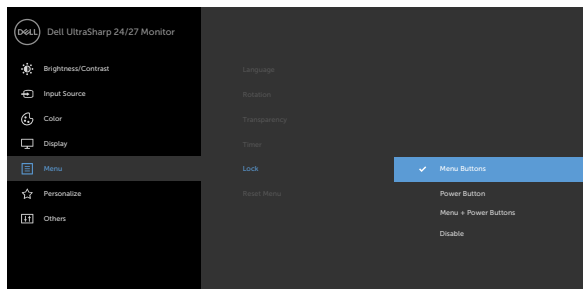 DELL
Dell UltraSharp 24/27 Monitor
Brightness/Contrast
Input Source
Color
Display
Menu
Personalize
Others
Language
Rotation
Transparency
Timer
Lock
Reset Menu
Menu Buttons
Power Button
Menu + Power Buttons
Disable